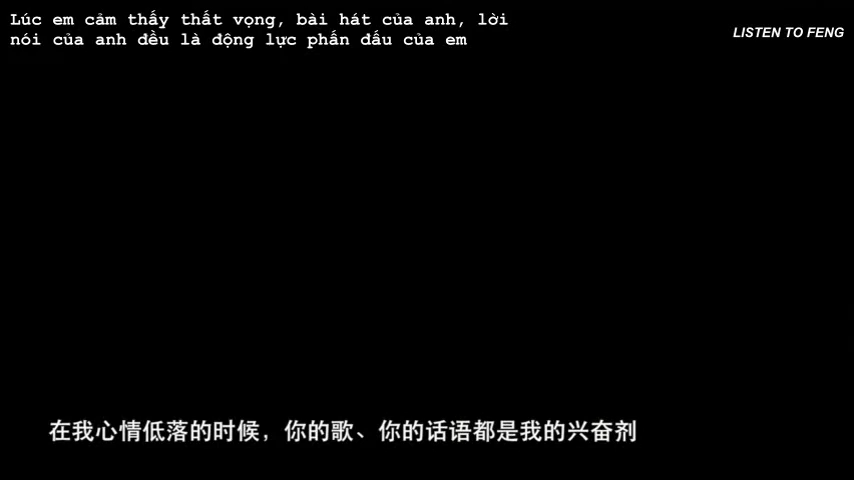 Lúc em cảm thấy thất vọng, bài hát của anh, lời
nói của anh đều là động lực phấn đấu của em
LISTEN TO FENG
在我心情低落的时候，你的歌、你的话语都是我的兴奋剂